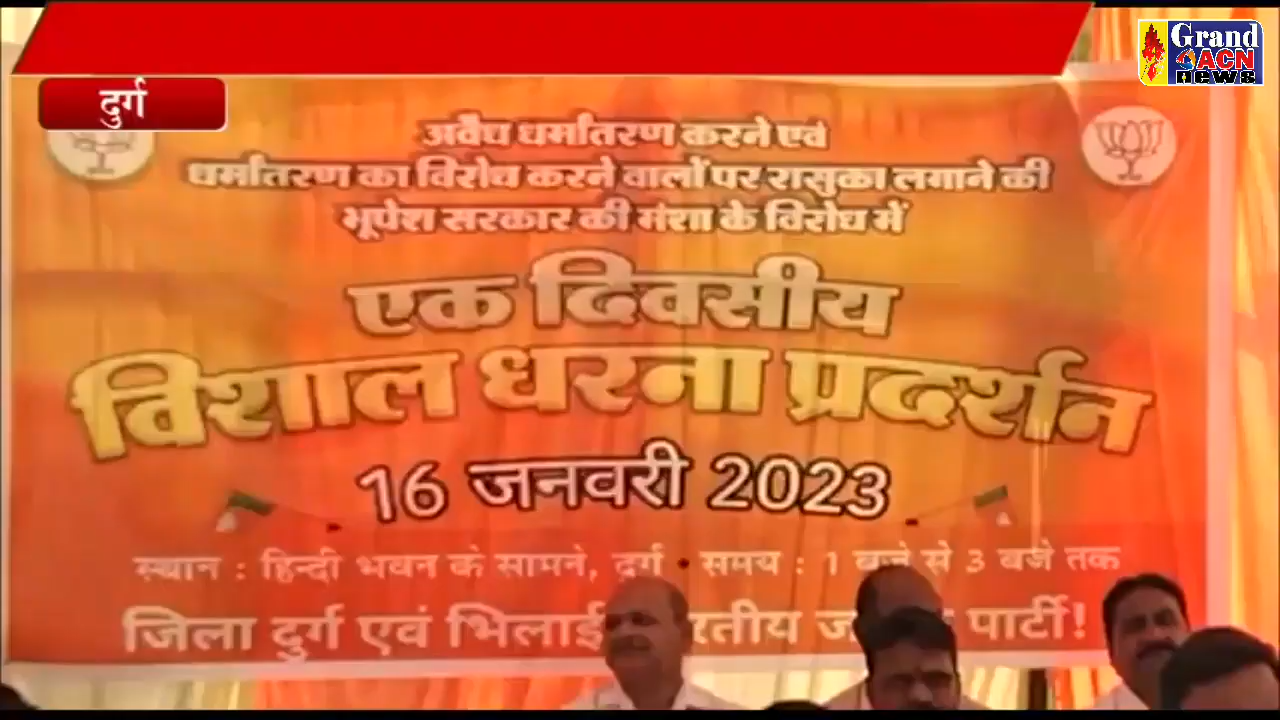 Grand
ACN
news
दुर्ग
अवैध धर्मांतरण करने एवं
धर्मांतरण का विरोध करने वालों पर रासुका लगाने की
भूपेश सरकार की मंशा के विरोध में
एक दिवसीय
विशाल धरना प्रदर्शन
16 जनवरी 2023
स्थान : हिन्दी भवन के सामने, दुर्ग • समय : 1 बजे से 3 बजे तक
जिला दुर्ग एवं भिलाई पार्टी!